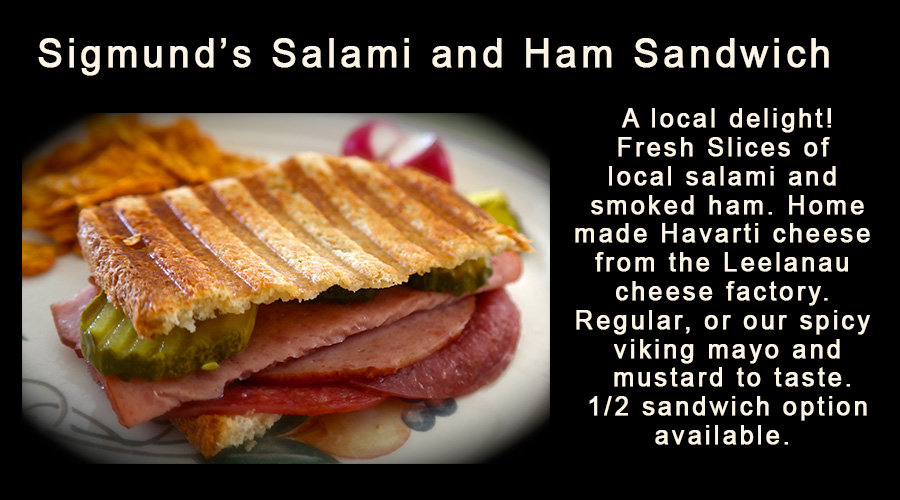 Sigmund’s Salami and Ham Sandwich
A local delight!
Fresh Slices of
local salami and
smoked ham. Home
made Havarti cheese
from the Leelanau
cheese factory.
Regular, or our spicy
viking mayo and
mustard to taste.
1/2 sandwich option
available.